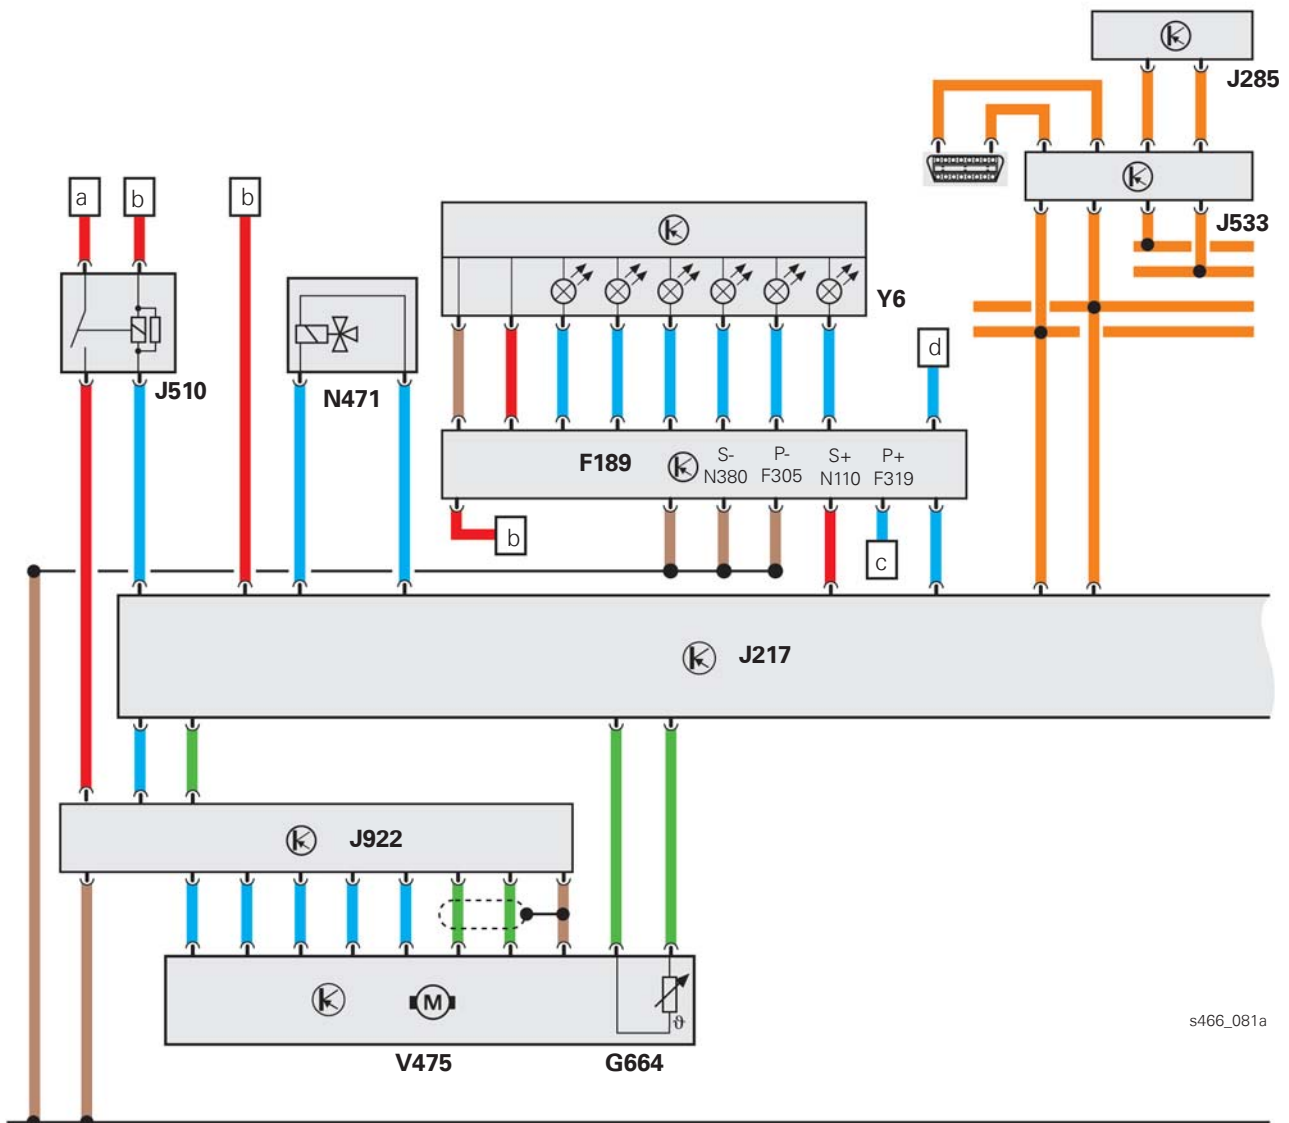 J285
J533
a
b
b
Y6
J510
N471
d
F189
S-
N380
P-
F305
S+
N110
P+
F319
b
c
J217
J922
M
ϑ
V475
G664
s466_081a